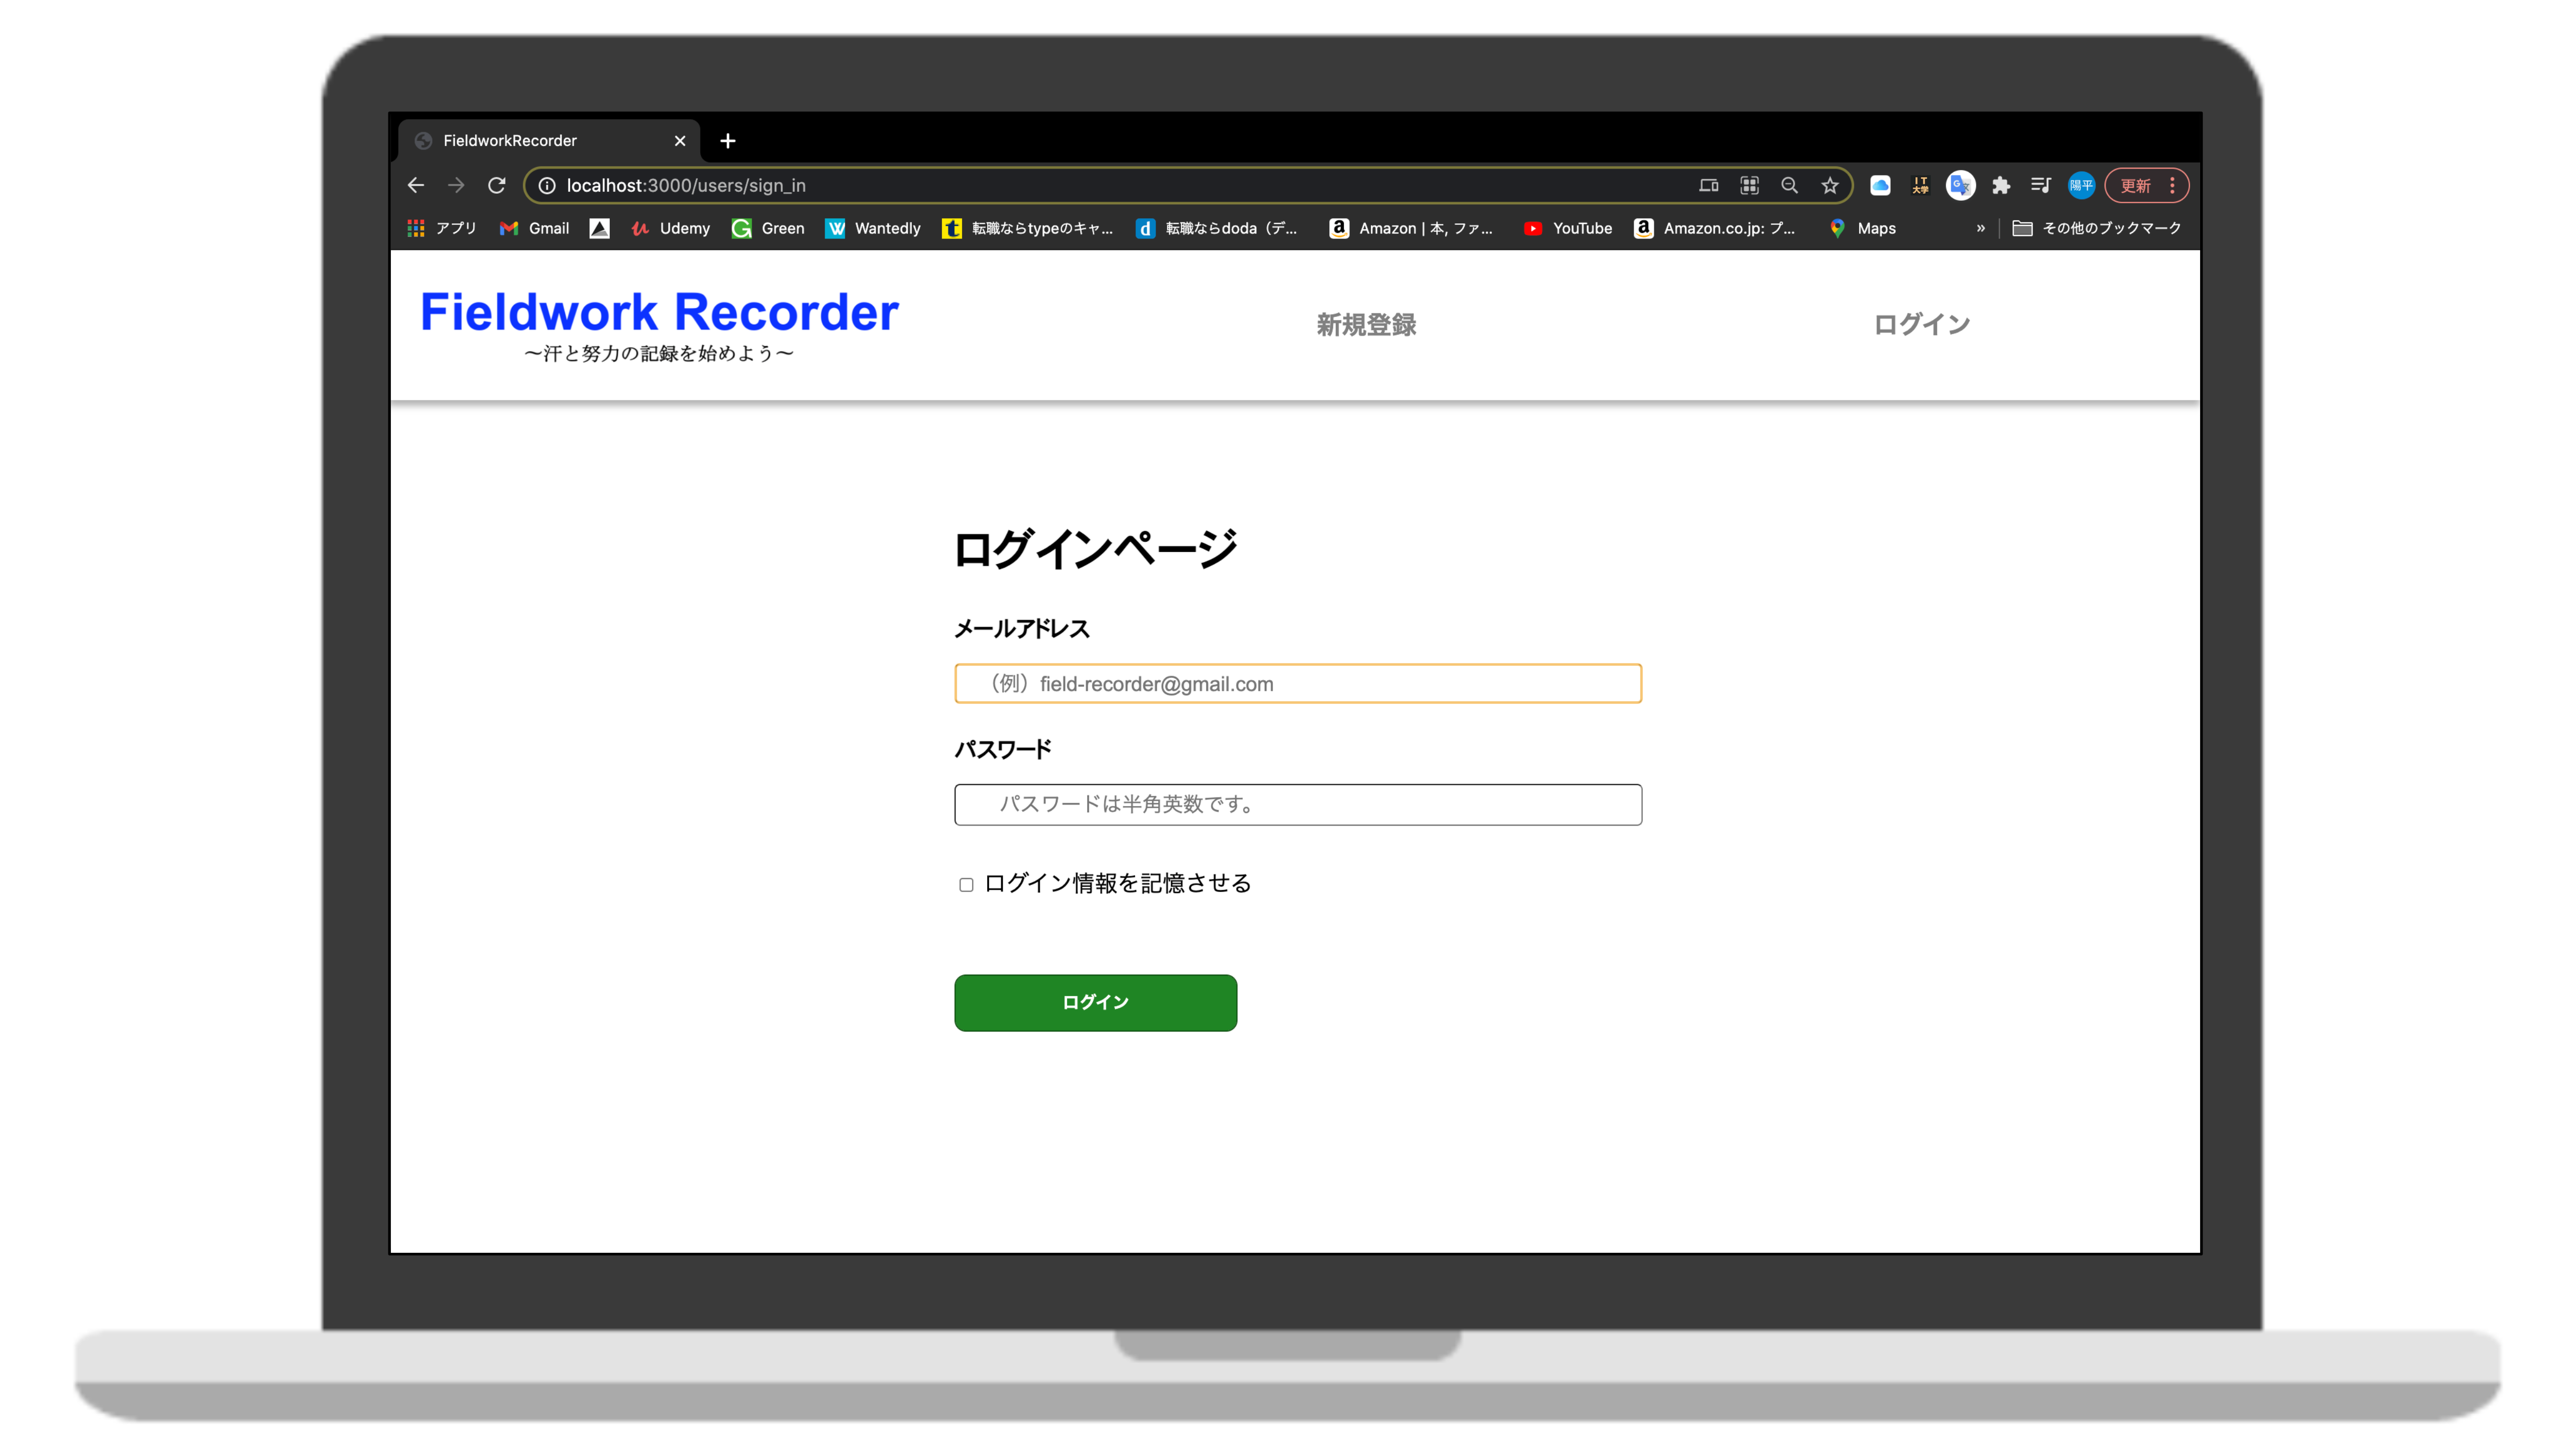 FieldworkRecorder
localhost:3000/users/sign_in
IT大学
陽平
更新
アプリ Gmail Udemy Green Wantedly 転職ならtypeのキャ... 転職ならdoda（デ... Amazon | 本, ファ... YouTube Amazon.co.jp: プ... Maps » その他のブックマーク
Fieldwork Recorder
〜汗と努力の記録を始めよう〜
新規登録
ログイン
ログインページ
メールアドレス
（例）field-recorder@gmail.com
パスワード
パスワードは半角英数です。
ログイン情報を記憶させる
ログイン